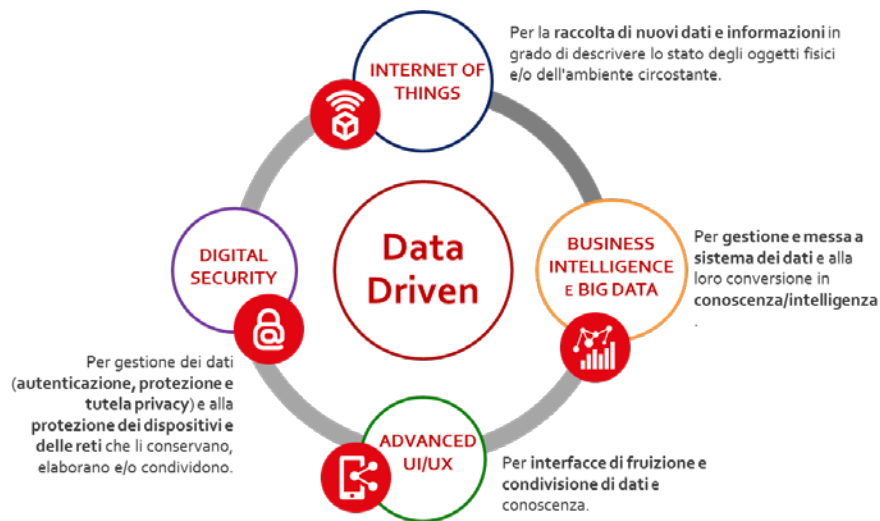 Per la raccolta di nuovi dati e informazioni in
grado di descrivere lo stato degli oggetti fisici
e/o dell'ambiente circostante.
INTERNET OF
THINGS
DIGITAL
SECURITY
Data
Driven
BUSINESS
INTELLIGENCE
E BIG DATA
Per gestione e messa a
sistema dei dati e alla
loro conversione in
conoscenza/intelligenza
.
Per gestione dei dati
(autenticazione, protezione e
tutela privacy) e alla
protezione dei dispositivi e
delle reti che li conservano,
elaborano e/o condividono.
ADVANCED
UI/UX
Per interfacce di fruizione e
condivisione di dati e
conoscenza.